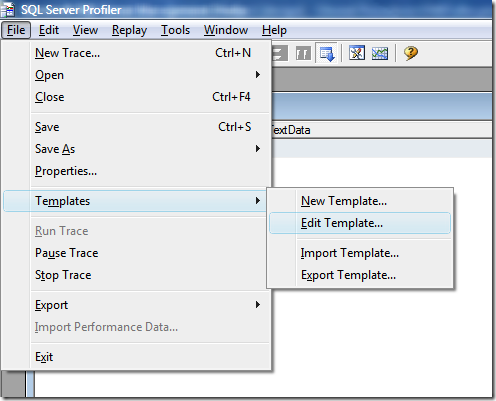 SQL Server Profiler
File Edit View Replay Tools Window Help
New Trace... Ctrl+N
Open
Close Ctrl+F4
TextData
Save Ctrl+S
Save As
Properties...
Templates
New Template...
Edit Template...
Run Trace
Pause Trace
Import Template...
Stop Trace
Export Template...
Export
Import Performance Data...
Exit